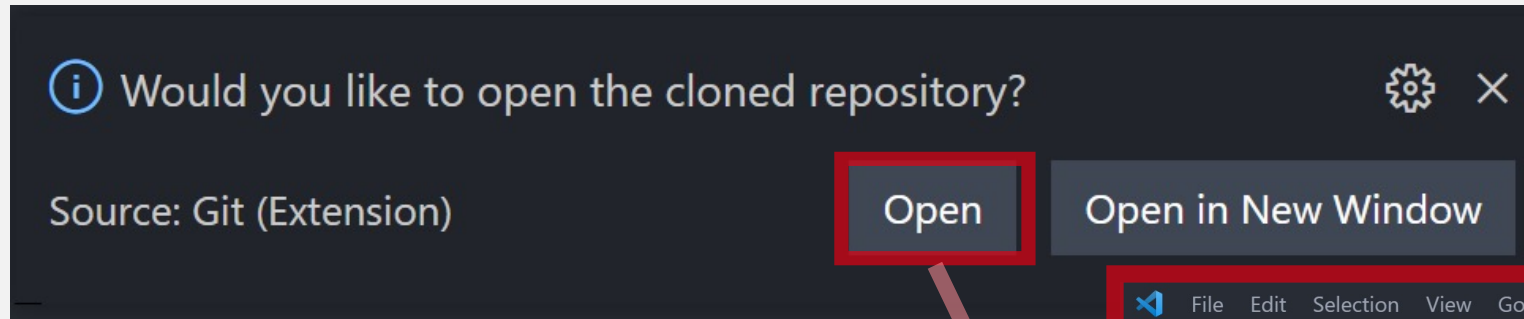 Would you like to open the cloned repository?
Source: Git (Extension)
Open
Open in New Window
File Edit Selection View Go